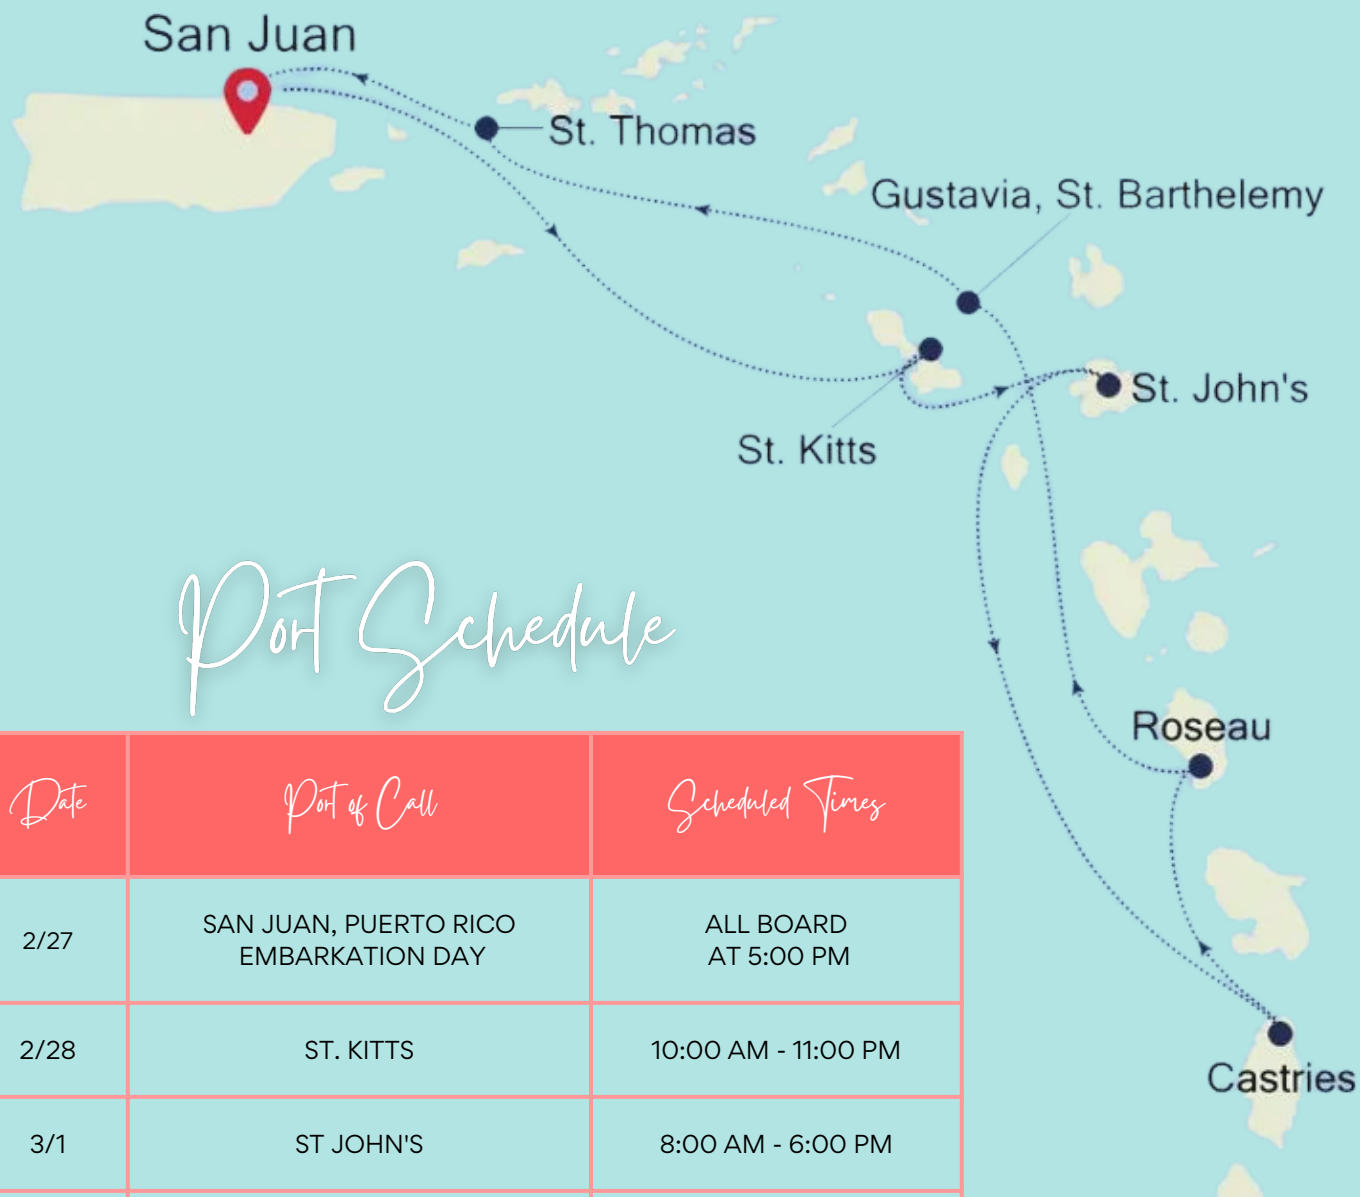 San Juan
St. Thomas
Gustavia, St. Barthelemy
St. John's
St. Kitts
Port Schedule
Roseau
Date
Port of Call
Scheduled Times
2/27
SAN JUAN, PUERTO RICO
EMBARKATION DAY
ALL BOARD
AT 5:00 PM
2/28
ST. KITTS
10:00 AM - 11:00 PM
Castries
3/1
ST JOHN'S
8:00 AM - 6:00 PM